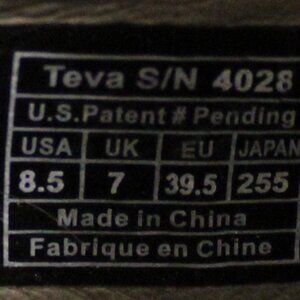 Teva S/N 4028
U.S.Patent # Pending
USA UK EU JAPAN
8.5 7 39.5 255
Made in China
Fabrique en Chine